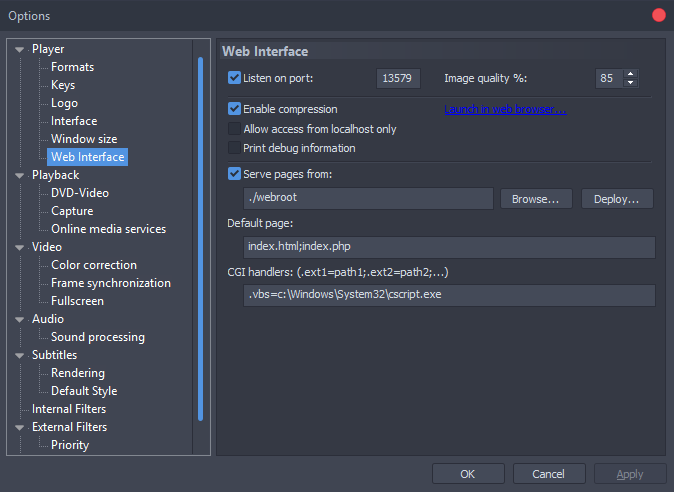 Options
Player
Formats
Keys
Logo
Interface
Window size
Web Interface
Playback
DVD-Video
Capture
Online media services
Video
Color correction
Frame synchronization
Fullscreen
Audio
Sound processing
Subtitles
Rendering
Default Style
Internal Filters
External Filters
Priority
Web Interface
Listen on port: 13579 Image quality %: 85
Enable compression Launch in web browser...
Allow access from localhost only
Print debug information
Serve pages from:
./webroot Browse... Deploy...
Default page:
index.html;index.php
CGI handlers: (.ext1=path1;.ext2=path2;...)
.vbs=c:\Windows\System32\cscript.exe
OK Cancel Apply